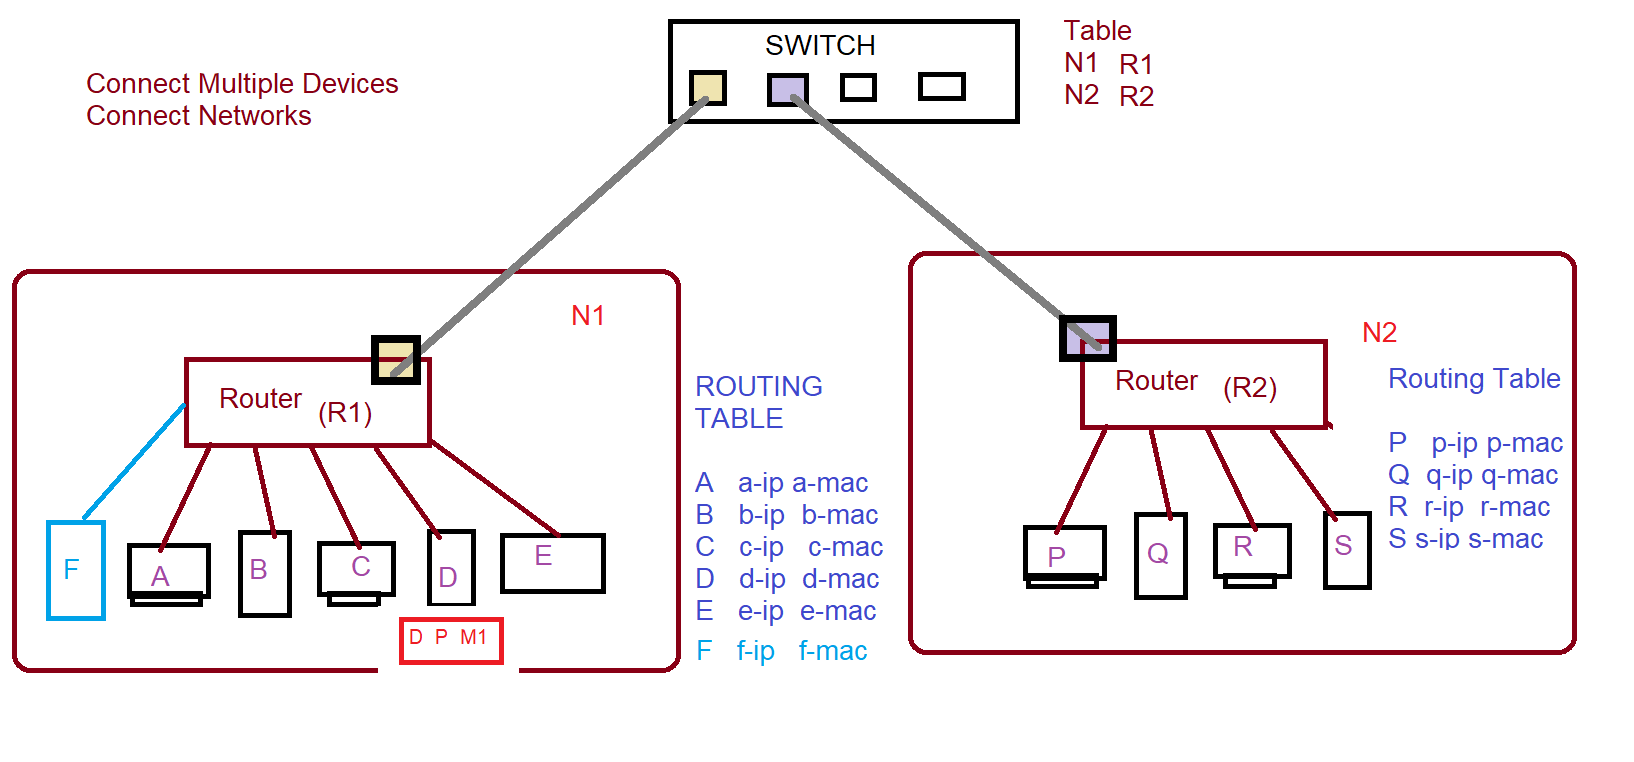 Connect Multiple Devices
Connect Networks
SWITCH
Table
N1 R1
N2 R2
N1
Router (R1)
F
A
B
C
D
E
D P M1
ROUTING
TABLE
A a-ip a-mac
B b-ip b-mac
C c-ip c-mac
D d-ip d-mac
E e-ip e-mac
F f-ip f-mac
N2
Router (R2)
P
Q
R
S
Routing Table
P p-ip p-mac
Q q-ip q-mac
R r-ip r-mac
S s-ip s-mac